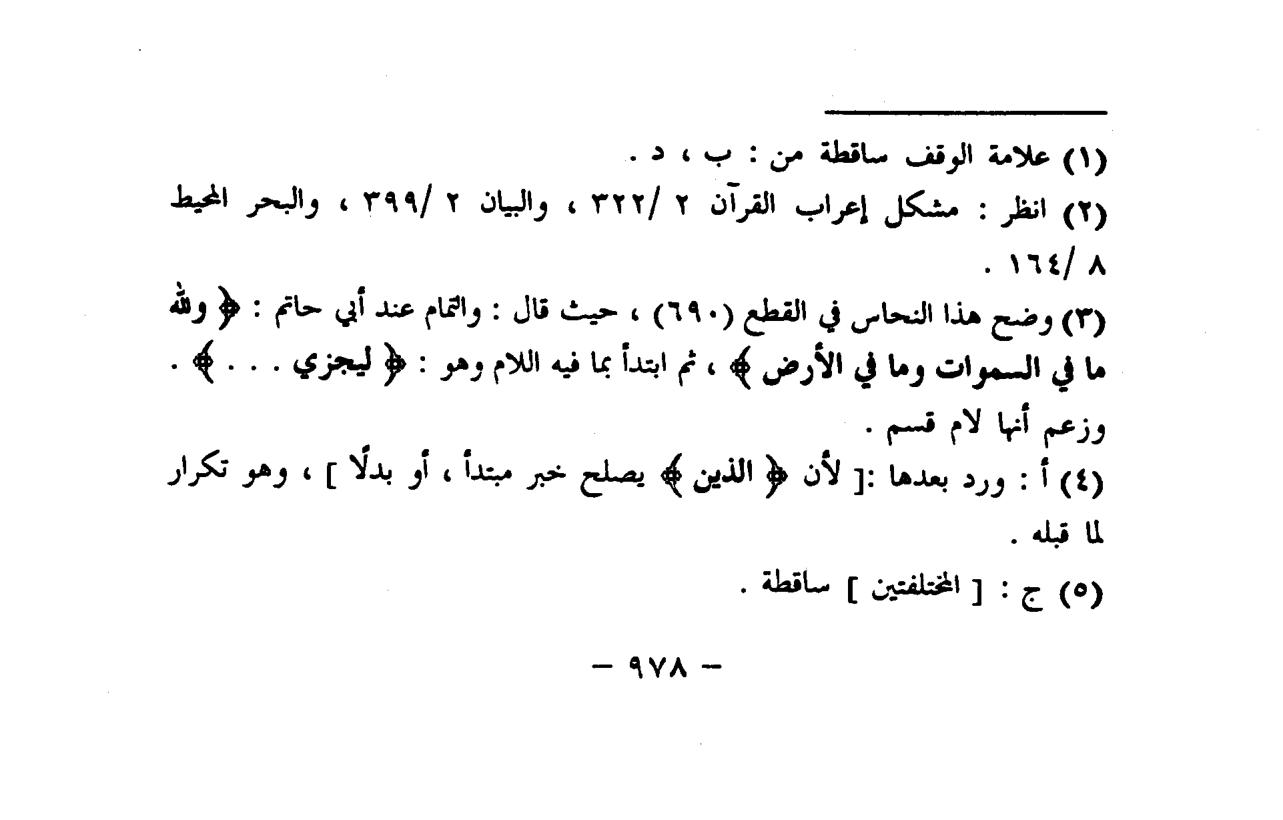 (١) علامة الوقف ساقطة من : ب ، د .
(٢) انظر : مشكل إعراب القرآن ٢ /٣٢٢ ، والبيان ٢ /٣٩٩ ، والبحر المحيط
٨ /١٦٤ .
(٣) وضح هذا النحاس في القطع (٦٩٠) ، حيث قال : والتمام عند أبي حاتم : ﴿ ولله
ما في السموات وما في الأرض ﴾ ، ثم ابتدأ بما فيه اللام وهو : ﴿ ليجزي . . . ﴾ .
وزعم أنها لام قسم .
(٤) أ : ورد بعدها :[ لأن ﴿ الذين ﴾ يصلح خبر مبتدأ ، أو بدلًا ] ، وهو تكرار
لما قبله .
(٥) ج : [ المختلفتين ] ساقطة .
– ٩٧٨ –